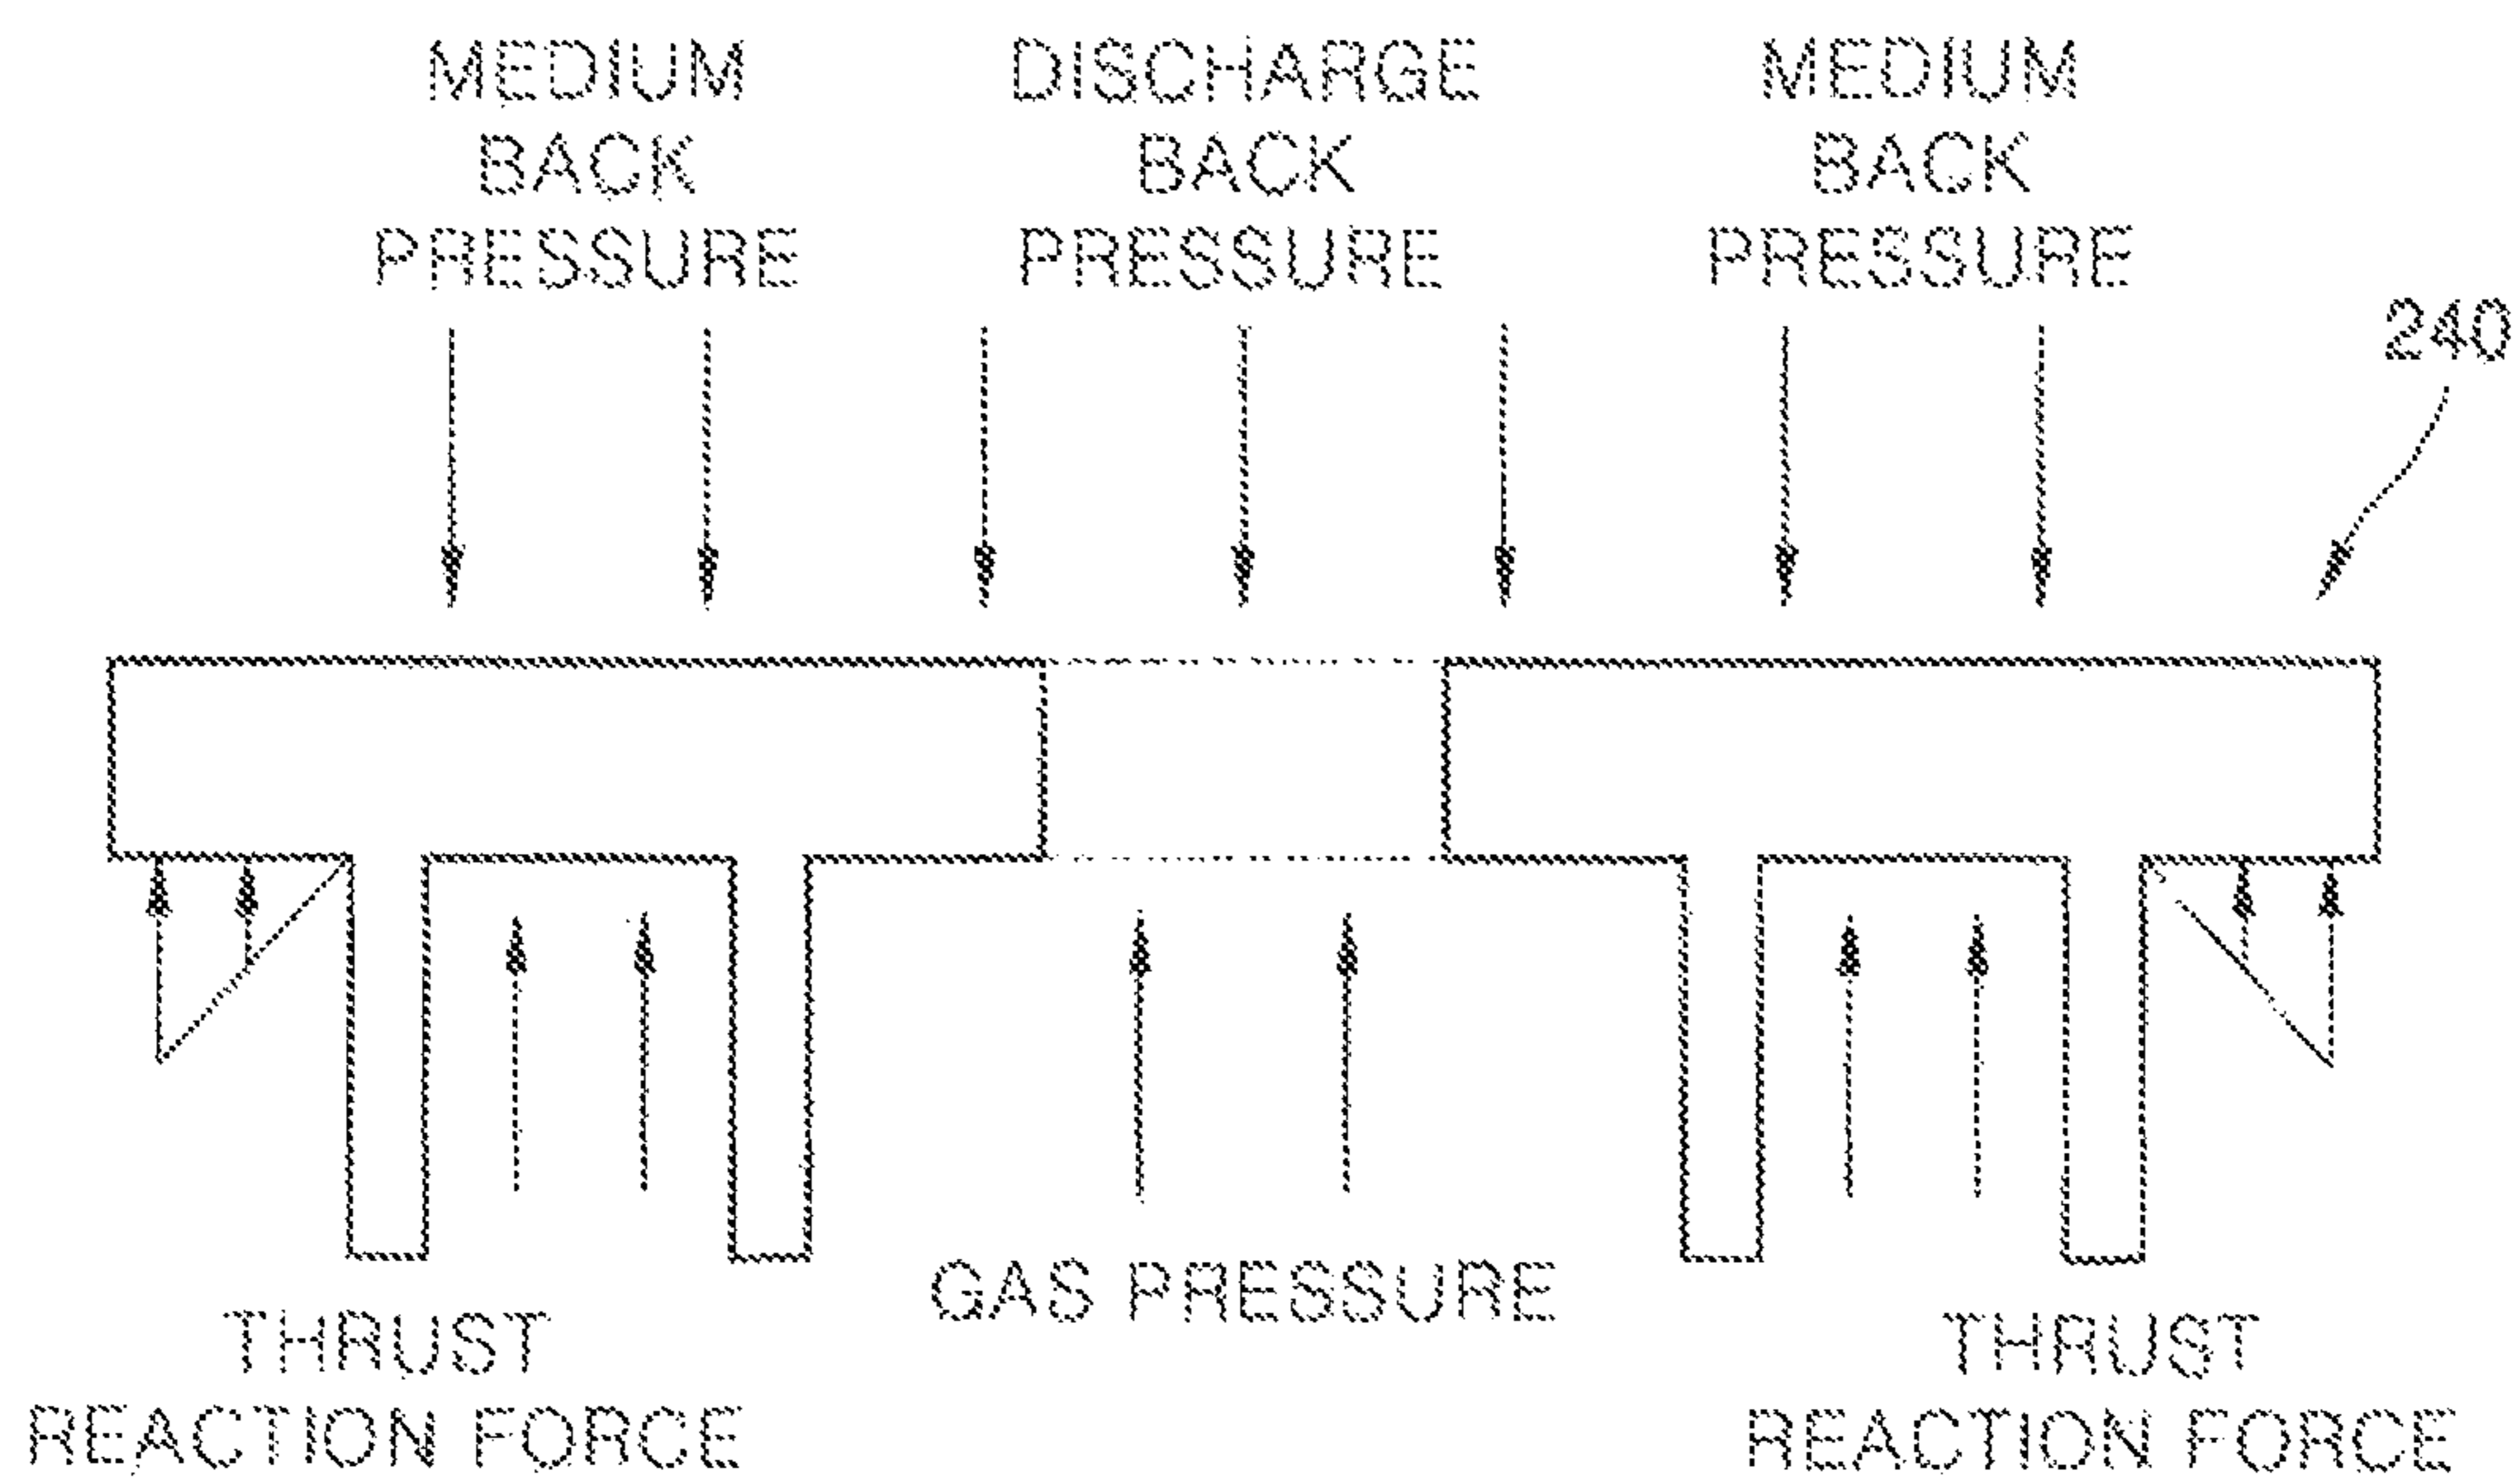 MEDIUM
BACK
PRESSURE
DISCHARGE
BACK
PRESSURE
MEDIUM
BACK
PRESSURE
240
GAS PRESSURE
THRUST
REACTION FORCE
THRUST
REACTION FORCE